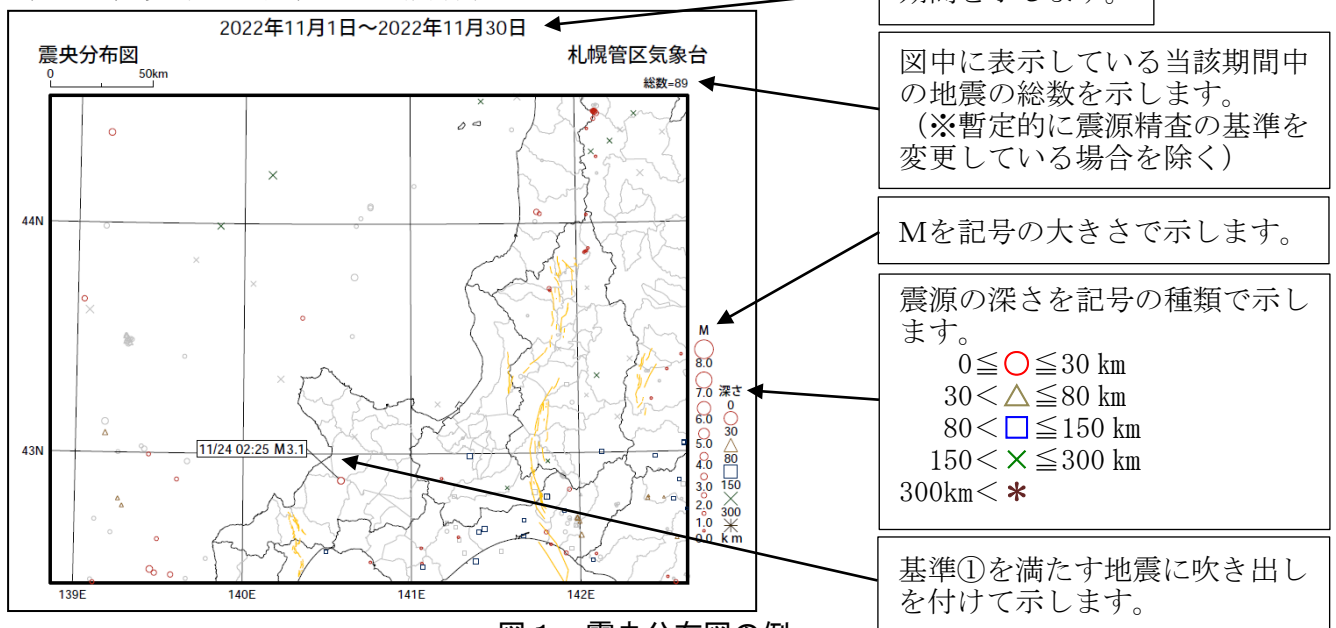 2022年11月1日～2022年11月30日
震央分布図
札幌管区気象台
0 50km
総数=89
44N
43N
139E
140E
141E
142E
11/24 02:25 M3.1
M
8.0
7.0
6.0
5.0
4.0
3.0
2.0
1.0
0.0
深さ
0
30
80
150
300
km
図中に表示している当該期間中
の地震の総数を示します。
（※暫定的に震源精査の基準を
変更している場合を除く）
Mを記号の大きさで示します。
震源の深さを記号の種類で示し
ます。
0≦○≦30 km
30＜△≦80 km
80＜□≦150 km
150＜×≦300 km
300km＜＊
基準①を満たす地震に吹き出し
を付けて示します。